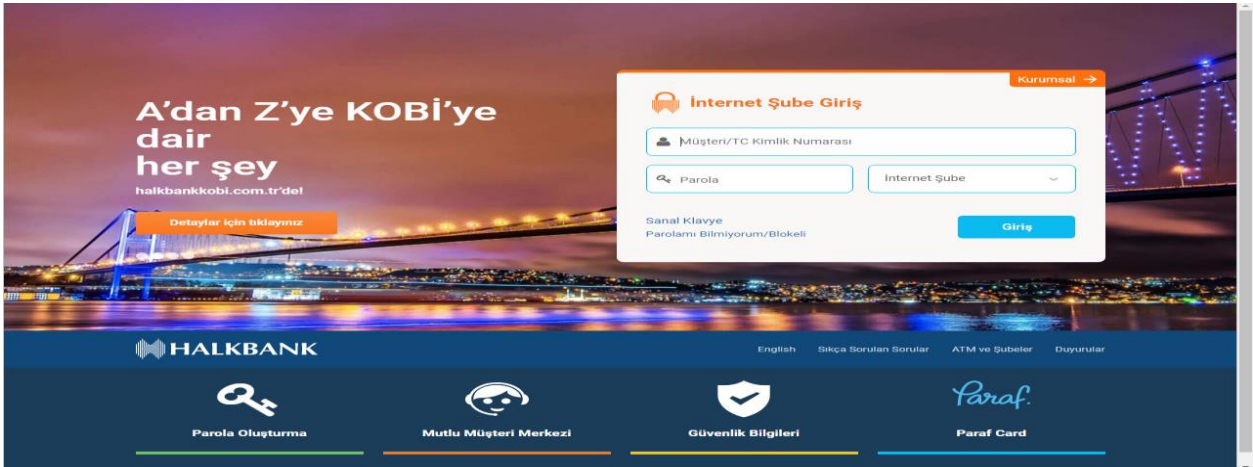 A'dan Z'ye KOBİ'ye
dair
her şey
halkbankkobi.com.tr'de!
Detaylar için tıklayınız
Kurumsal →
İnternet Şube Giriş
Müşteri/TC Kimlik Numarası
Parola
İnternet Şube
Sanal Klavye
Parolamı Bilmiyorum/Blokeli
Giriş
HALKBANK
English
Sıkça Sorulan Sorular
ATM ve Şubeler
Duyurular
Parola Oluşturma
Mutlu Müşteri Merkezi
Güvenlik Bilgileri
Paraf.
Paraf Card